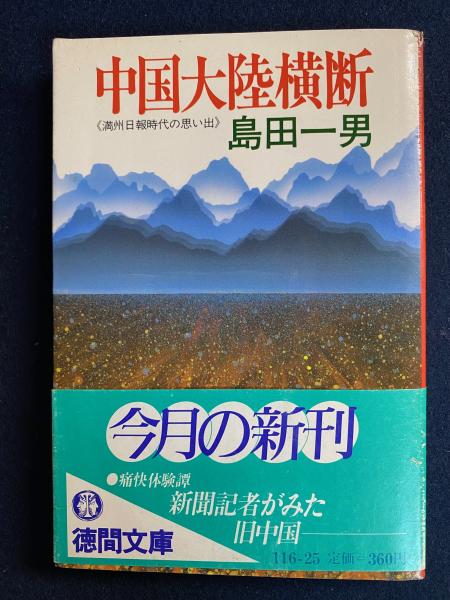 中国大陸横断
《満州日報時代の思い出》
島田一男
今月の新刊
●痛快体験譚
新聞記者がみた
旧中国――
徳間文庫
116-25 定価=360円